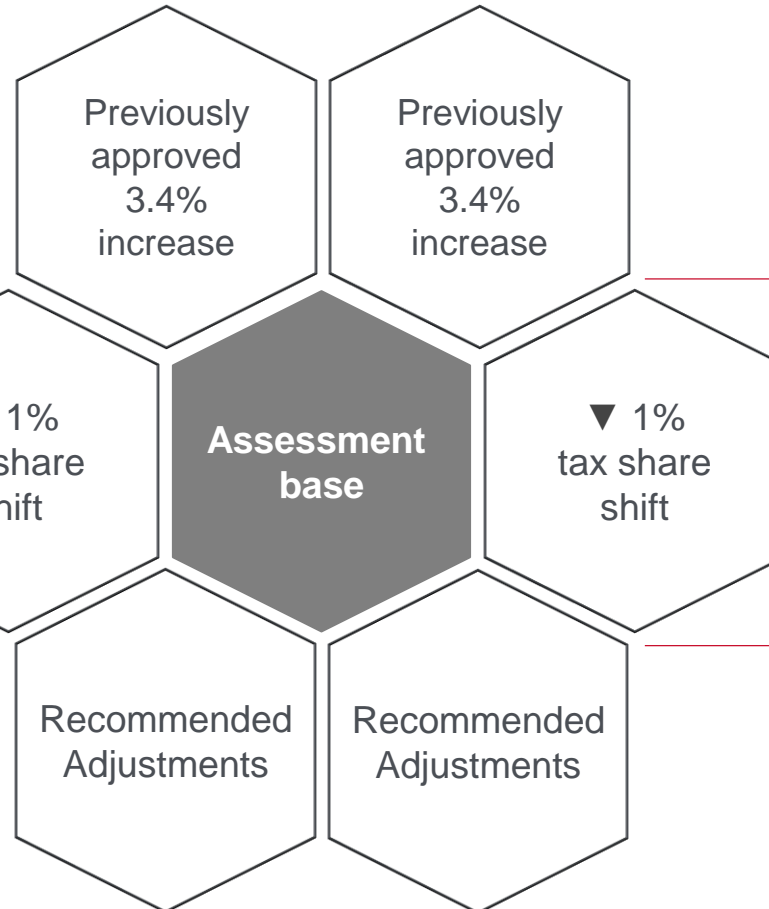 Previously
approved
3.4%
increase
Previously
approved
3.4%
increase
1%
share
Assessment
base
▼ 1%
tax share
shift
Recommended
Adjustments
Recommended
Adjustments